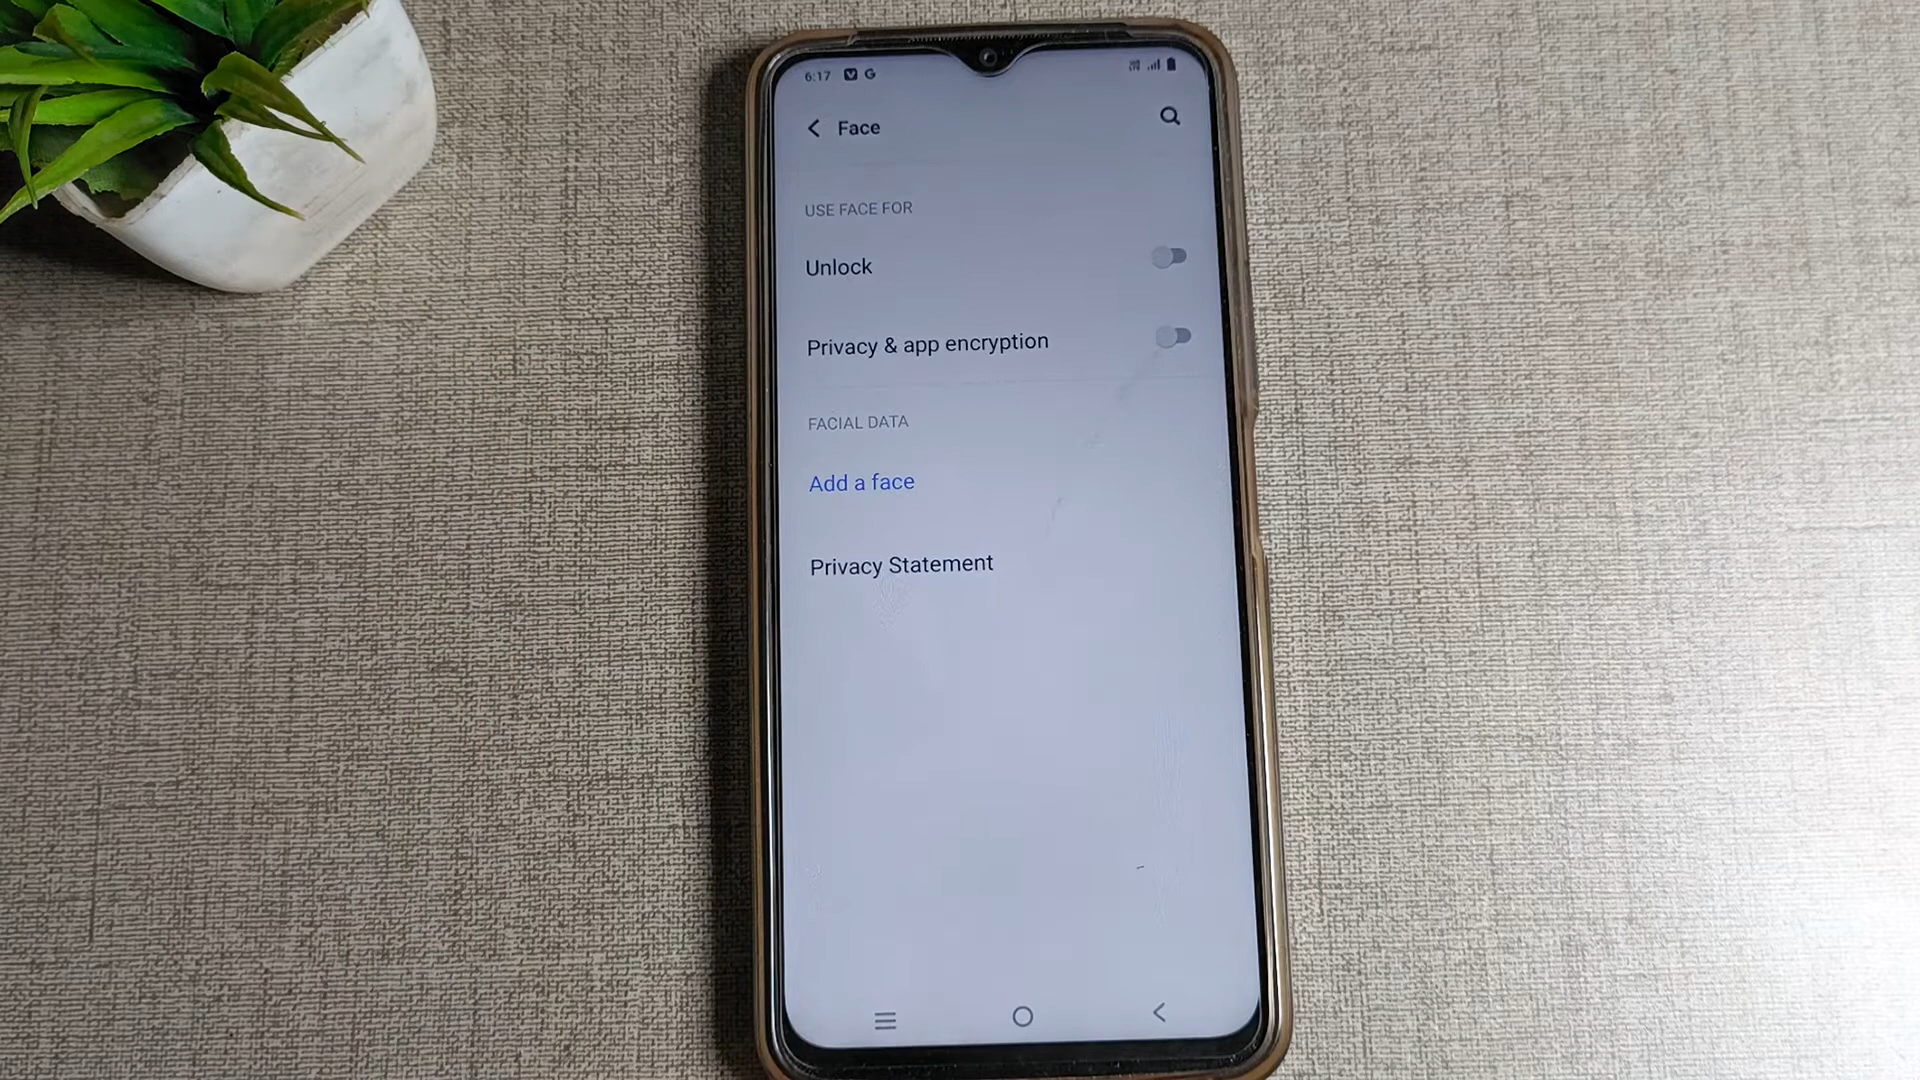 6:17
Face
USE FACE FOR
Unlock
Privacy & app encryption
FACIAL DATA
Add a face
Privacy Statement